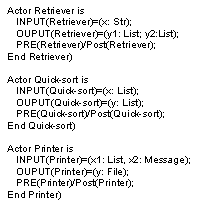 Actor Retriever is
INPUT(Retriever)=(x: Str);
OUPUT(Retriever)=(y1: List; y2:List);
PRE(Retriever)/Post(Retriever);
End Retriever)
Actor Quick-sort is
INPUT(Quick-sort)=(x: List);
OUPUT(Quick-sort)=(y: List);
PRE(Quick-sort)/Post(Quick-sort);
End Quick-sort)
Actor Printer is
INPUT(Printer)=(x1: List, x2: Message);
OUPUT(Printer)=(y: File);
PRE(Printer)/Post(Printer);
End Printer)